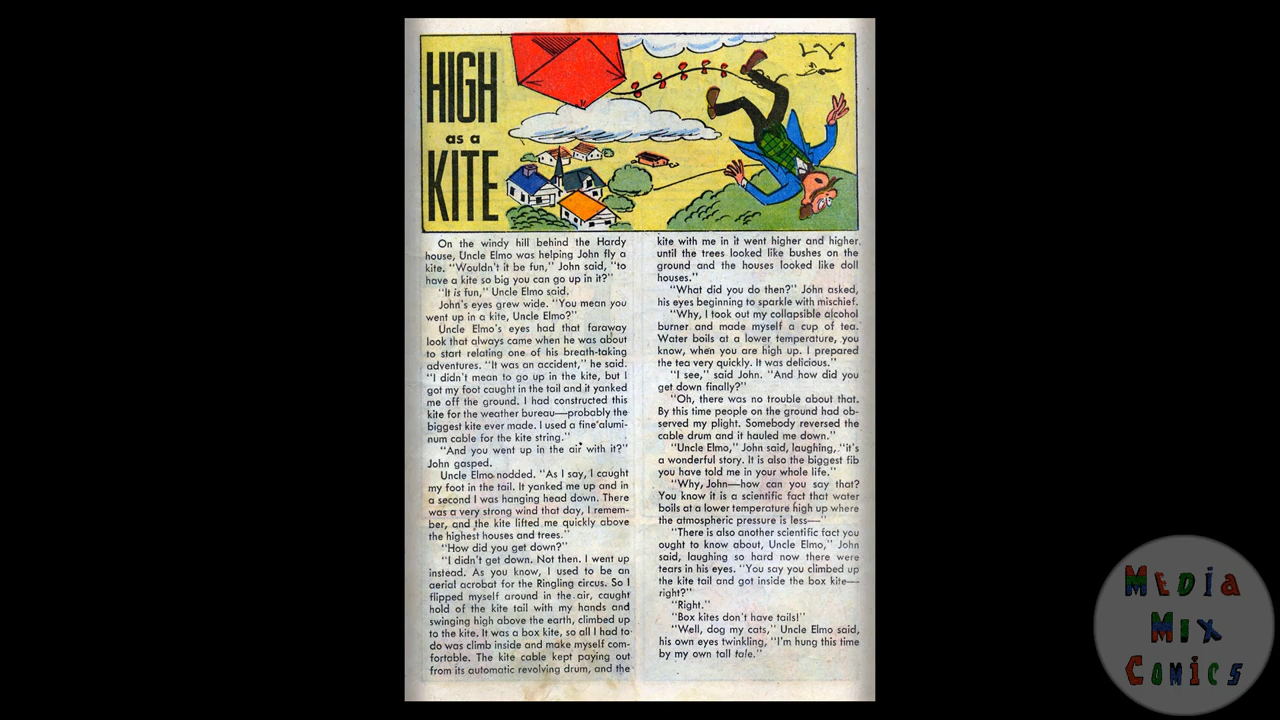 HIGH
as a
KITE
On the windy hill behind the Hardy
house, Uncle Elmo was helping John fly a
kite. "Wouldn't it be fun," John said, "to
have a kite so big you can go up in it?"
"It is fun," Uncle Elmo said.
John's eyes grew wide. "You mean you
went up in a kite, Uncle Elmo?"
Uncle Elmo's eyes had that faraway
look that always came when he was about
to start relating one of his breath-taking
adventures. "It was an accident," he said.
"I didn't mean to go up in the kite, but I
got my foot caught in the tail and it yanked
me off the ground. I had constructed this
kite for the weather bureau—probably the
biggest kite ever made. I used a fine alumi-
num cable for the kite string."
"And you went up in the air with it?"
John gasped.
Uncle Elmo nodded. "As I say, I caught
my foot in the tail. It yanked me up and in
a second I was hanging head down. There
was a very strong wind that day, I remem-
ber, and the kite lifted me quickly above
the highest houses and trees."
"How did you get down?"
"I didn't get down. Not then. I went up
instead. As you know, I used to be an
aerial acrobat for the Ringling circus. So I
flipped myself around in the air, caught
hold of the kite tail with my hands and
swinging high above the earth, climbed up
to the kite. It was a box kite, so all I had to
do was climb inside and make myself com-
fortable. The kite cable kept paying out
from its automatic revolving drum, and the
kite with me in it went higher and higher.
until the trees looked like bushes on the
ground and the houses looked like doll
houses."
"What did you do then?" John asked,
his eyes beginning to sparkle with mischief.
"Why, I took out my collapsible alcohol
burner and made myself a cup of tea.
Water boils at a lower temperature, you
know, when you are high up. I prepared
the tea very quickly. It was delicious."
"I see," said John. "And how did you
get down finally?"
"Oh, there was no trouble about that.
By this time people on the ground had ob-
served my plight. Somebody reversed the
cable drum and it hauled me down."
"Uncle Elmo," John said, laughing, "it's
a wonderful story. It is also the biggest fib
you have told me in your whole life."
"Why, John—how can you say that?
You know it is a scientific fact that water
boils at a lower temperature high up where
the atmospheric pressure is less—"
"There is also another scientific fact you
ought to know about, Uncle Elmo," John
said, laughing so hard now there were
tears in his eyes. "You say you climbed up
the kite tail and got inside the box kite—
right?"
"Right."
"Box kites don't have tails!"
"Well, dog my cats," Uncle Elmo said,
his own eyes twinkling, "I'm hung this time
by my own tall tale."
MEDIA
MIX
COMICS